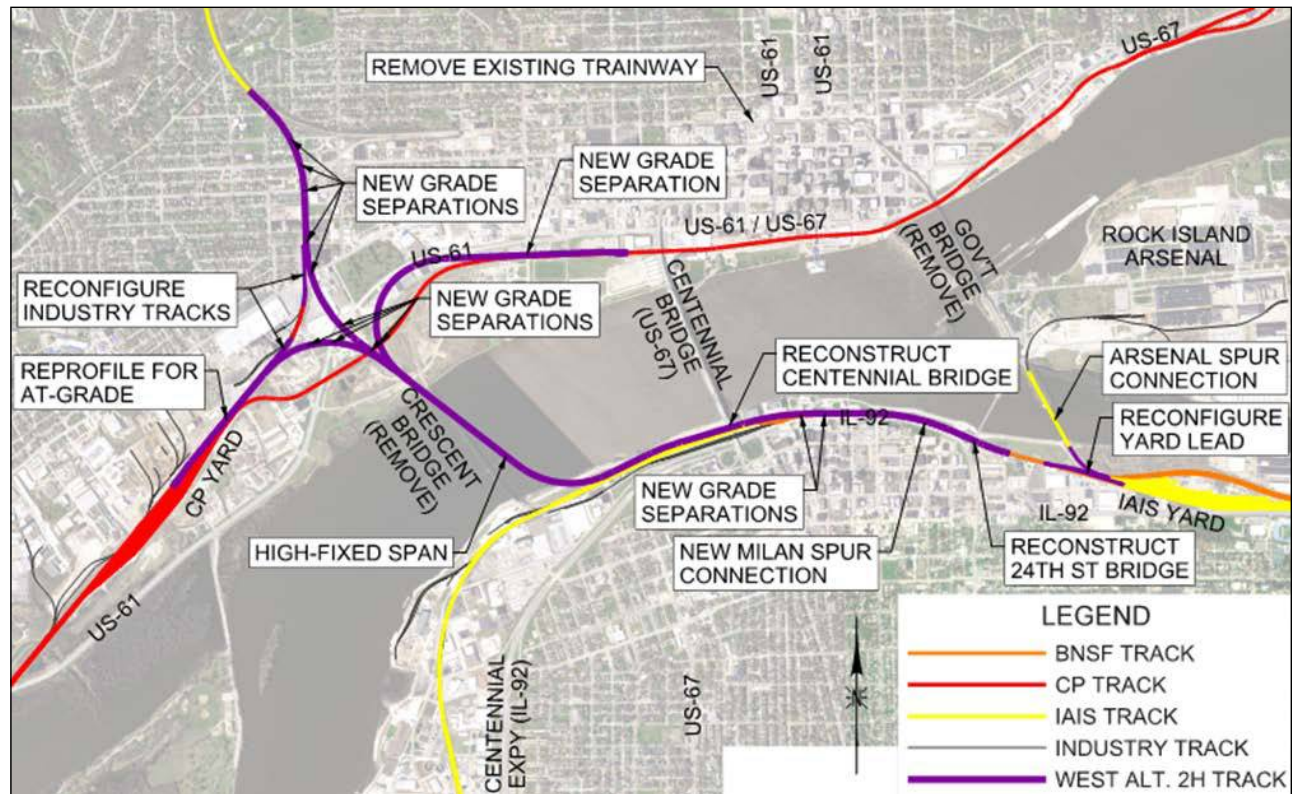 US-67
US-61
US-61
REMOVE EXISTING TRAINWAY
NEW GRADE
SEPARATIONS
NEW GRADE
SEPARATION
US-61 / US-67
US-61
GOV'T
BRIDGE
(REMOVE)
ROCK ISLAND
ARSENAL
RECONFIGURE
INDUSTRY TRACKS
NEW GRADE
SEPARATIONS
CENTENNIAL
BRIDGE
(US-67)
REPROFILE FOR
AT-GRADE
CRESCENT
BRIDGE
(REMOVE)
RECONSTRUCT
CENTENNIAL BRIDGE
ARSENAL SPUR
CONNECTION
IL-92
RECONFIGURE
YARD LEAD
CP YARD
NEW GRADE
SEPARATIONS
IAIS YARD
IL-92
HIGH-FIXED SPAN
NEW MILAN SPUR
CONNECTION
RECONSTRUCT
24TH ST BRIDGE
US-61
CENTENNIAL
EXPY (IL-92)
US-67
N
LEGEND
BNSF TRACK
CP TRACK
IAIS TRACK
INDUSTRY TRACK
WEST ALT. 2H TRACK